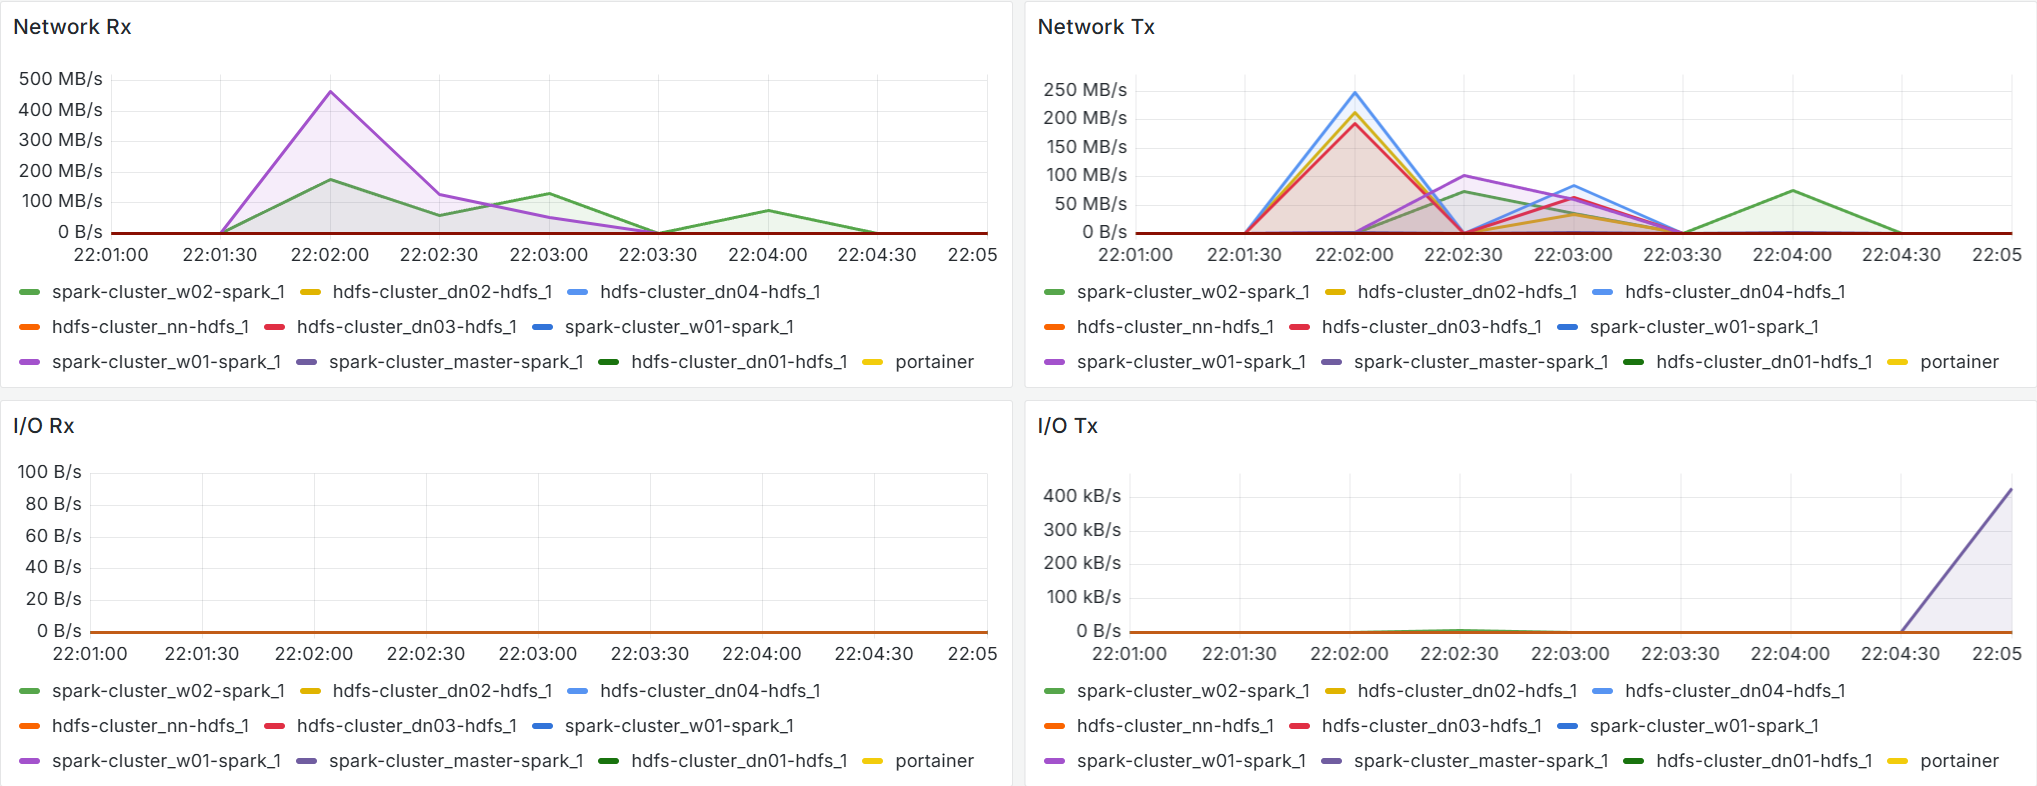 Network Rx
500 MB/s
400 MB/s
300 MB/s
200 MB/s
100 MB/s
0 B/s
22:01:00 22:01:30 22:02:00 22:02:30 22:03:00 22:03:30 22:04:00 22:04:30 22:05
spark-cluster_w02-spark_1 hdfs-cluster_dn02-hdfs_1 hdfs-cluster_dn04-hdfs_1
hdfs-cluster_nn-hdfs_1 hdfs-cluster_dn03-hdfs_1 spark-cluster_w01-spark_1
spark-cluster_w01-spark_1 spark-cluster_master-spark_1 hdfs-cluster_dn01-hdfs_1 portainer
Network Tx
250 MB/s
200 MB/s
150 MB/s
100 MB/s
50 MB/s
0 B/s
22:01:00 22:01:30 22:02:00 22:02:30 22:03:00 22:03:30 22:04:00 22:04:30 22:05
spark-cluster_w02-spark_1 hdfs-cluster_dn02-hdfs_1 hdfs-cluster_dn04-hdfs_1
hdfs-cluster_nn-hdfs_1 hdfs-cluster_dn03-hdfs_1 spark-cluster_w01-spark_1
spark-cluster_w01-spark_1 spark-cluster_master-spark_1 hdfs-cluster_dn01-hdfs_1 portainer
I/O Rx
100 B/s
80 B/s
60 B/s
40 B/s
20 B/s
0 B/s
22:01:00 22:01:30 22:02:00 22:02:30 22:03:00 22:03:30 22:04:00 22:04:30 22:05
spark-cluster_w02-spark_1 hdfs-cluster_dn02-hdfs_1 hdfs-cluster_dn04-hdfs_1
hdfs-cluster_nn-hdfs_1 hdfs-cluster_dn03-hdfs_1 spark-cluster_w01-spark_1
spark-cluster_w01-spark_1 spark-cluster_master-spark_1 hdfs-cluster_dn01-hdfs_1 portainer
I/O Tx
400 kB/s
300 kB/s
200 kB/s
100 kB/s
0 B/s
22:01:00 22:01:30 22:02:00 22:02:30 22:03:00 22:03:30 22:04:00 22:04:30 22:05
spark-cluster_w02-spark_1 hdfs-cluster_dn02-hdfs_1 hdfs-cluster_dn04-hdfs_1
hdfs-cluster_nn-hdfs_1 hdfs-cluster_dn03-hdfs_1 spark-cluster_w01-spark_1
spark-cluster_w01-spark_1 spark-cluster_master-spark_1 hdfs-cluster_dn01-hdfs_1 portainer